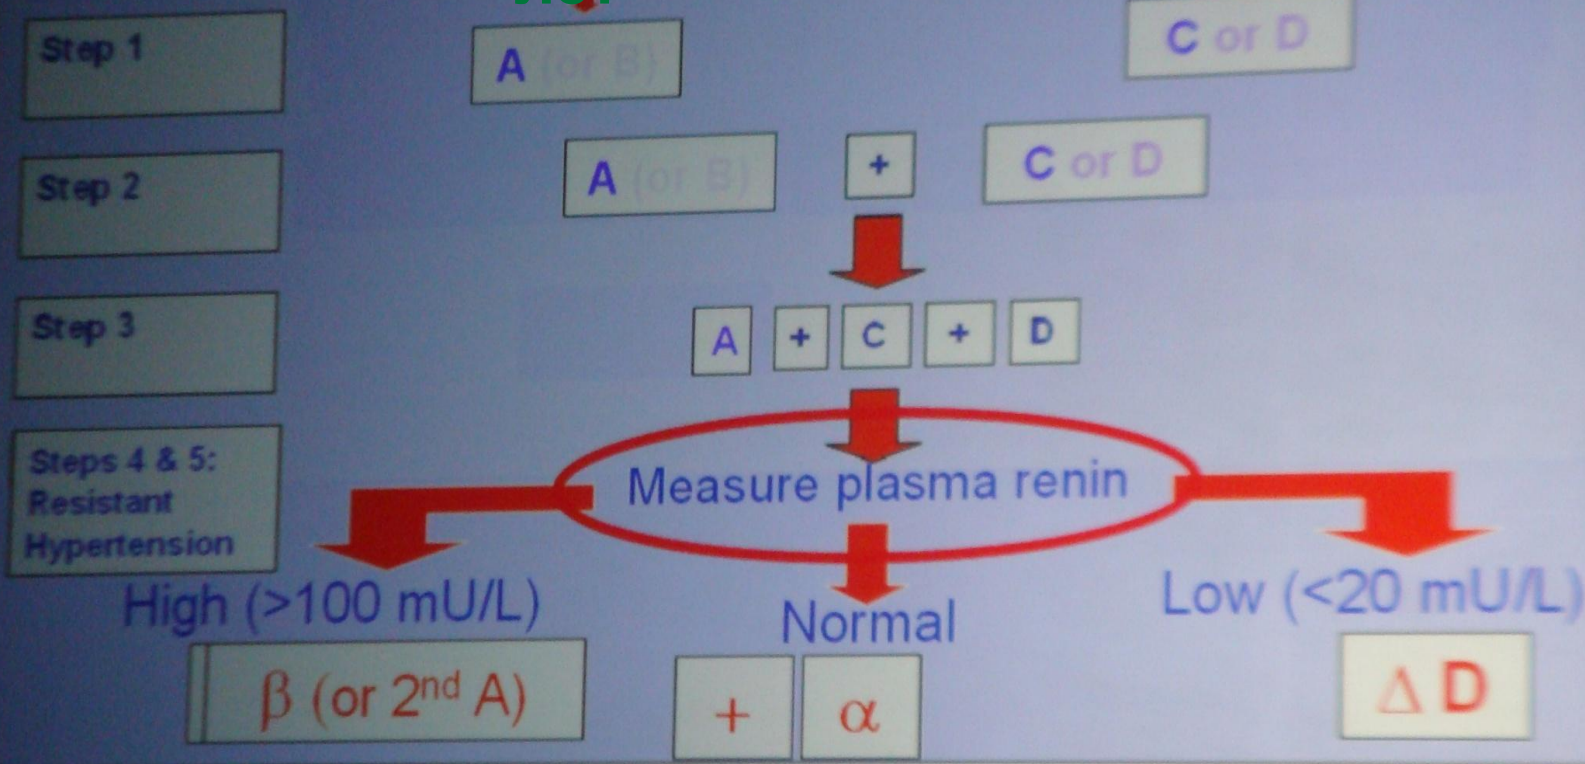 Step 1
A (or B)
C or D
Step 2
A (or B)
+
C or D
Step 3
A
+
C
+
D
Steps 4 & 5:
Resistant
Hypertension
Measure plasma renin
High (>100 mU/L)
Normal
Low (<20 mU/L)
β (or 2nd A)
+
α
Δ D